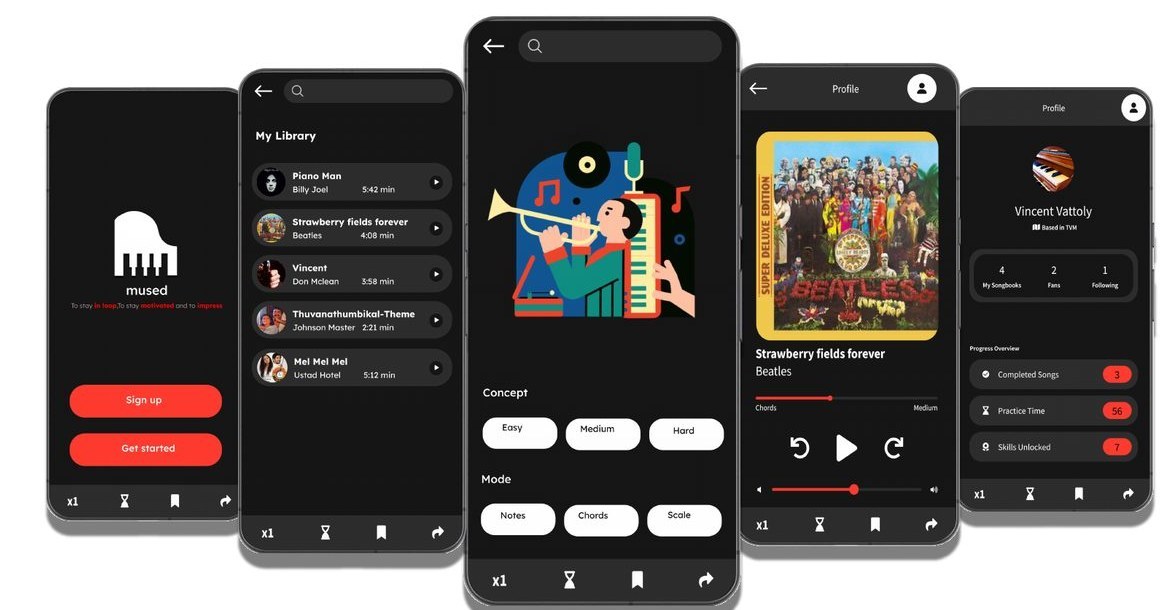 mused
To stay in loop,To stay motivated and to impress
Sign up
Get started
x1
My Library
Piano Man
Billy Joel 5:42 min
Strawberry fields forever
Beatles 4:08 min
Vincent
Don Mclean 3:58 min
Thuvanathumbikal-Theme
Johnson Master 2:21 min
Mel Mel Mel
Ustad Hotel 5:12 min
x1
Concept
Easy Medium Hard
Mode
Notes Chords Scale
x1
Profile
SUPER DELUXE EDITION
BEATLES
Strawberry fields forever
Beatles
Chords Medium
x1
Profile
Vincent Vattoly
Based in TVM
4 2 1
My Songbooks Fans Following
Progress Overview
Completed Songs 3
Practice Time 56
Skills Unlocked 7
x1